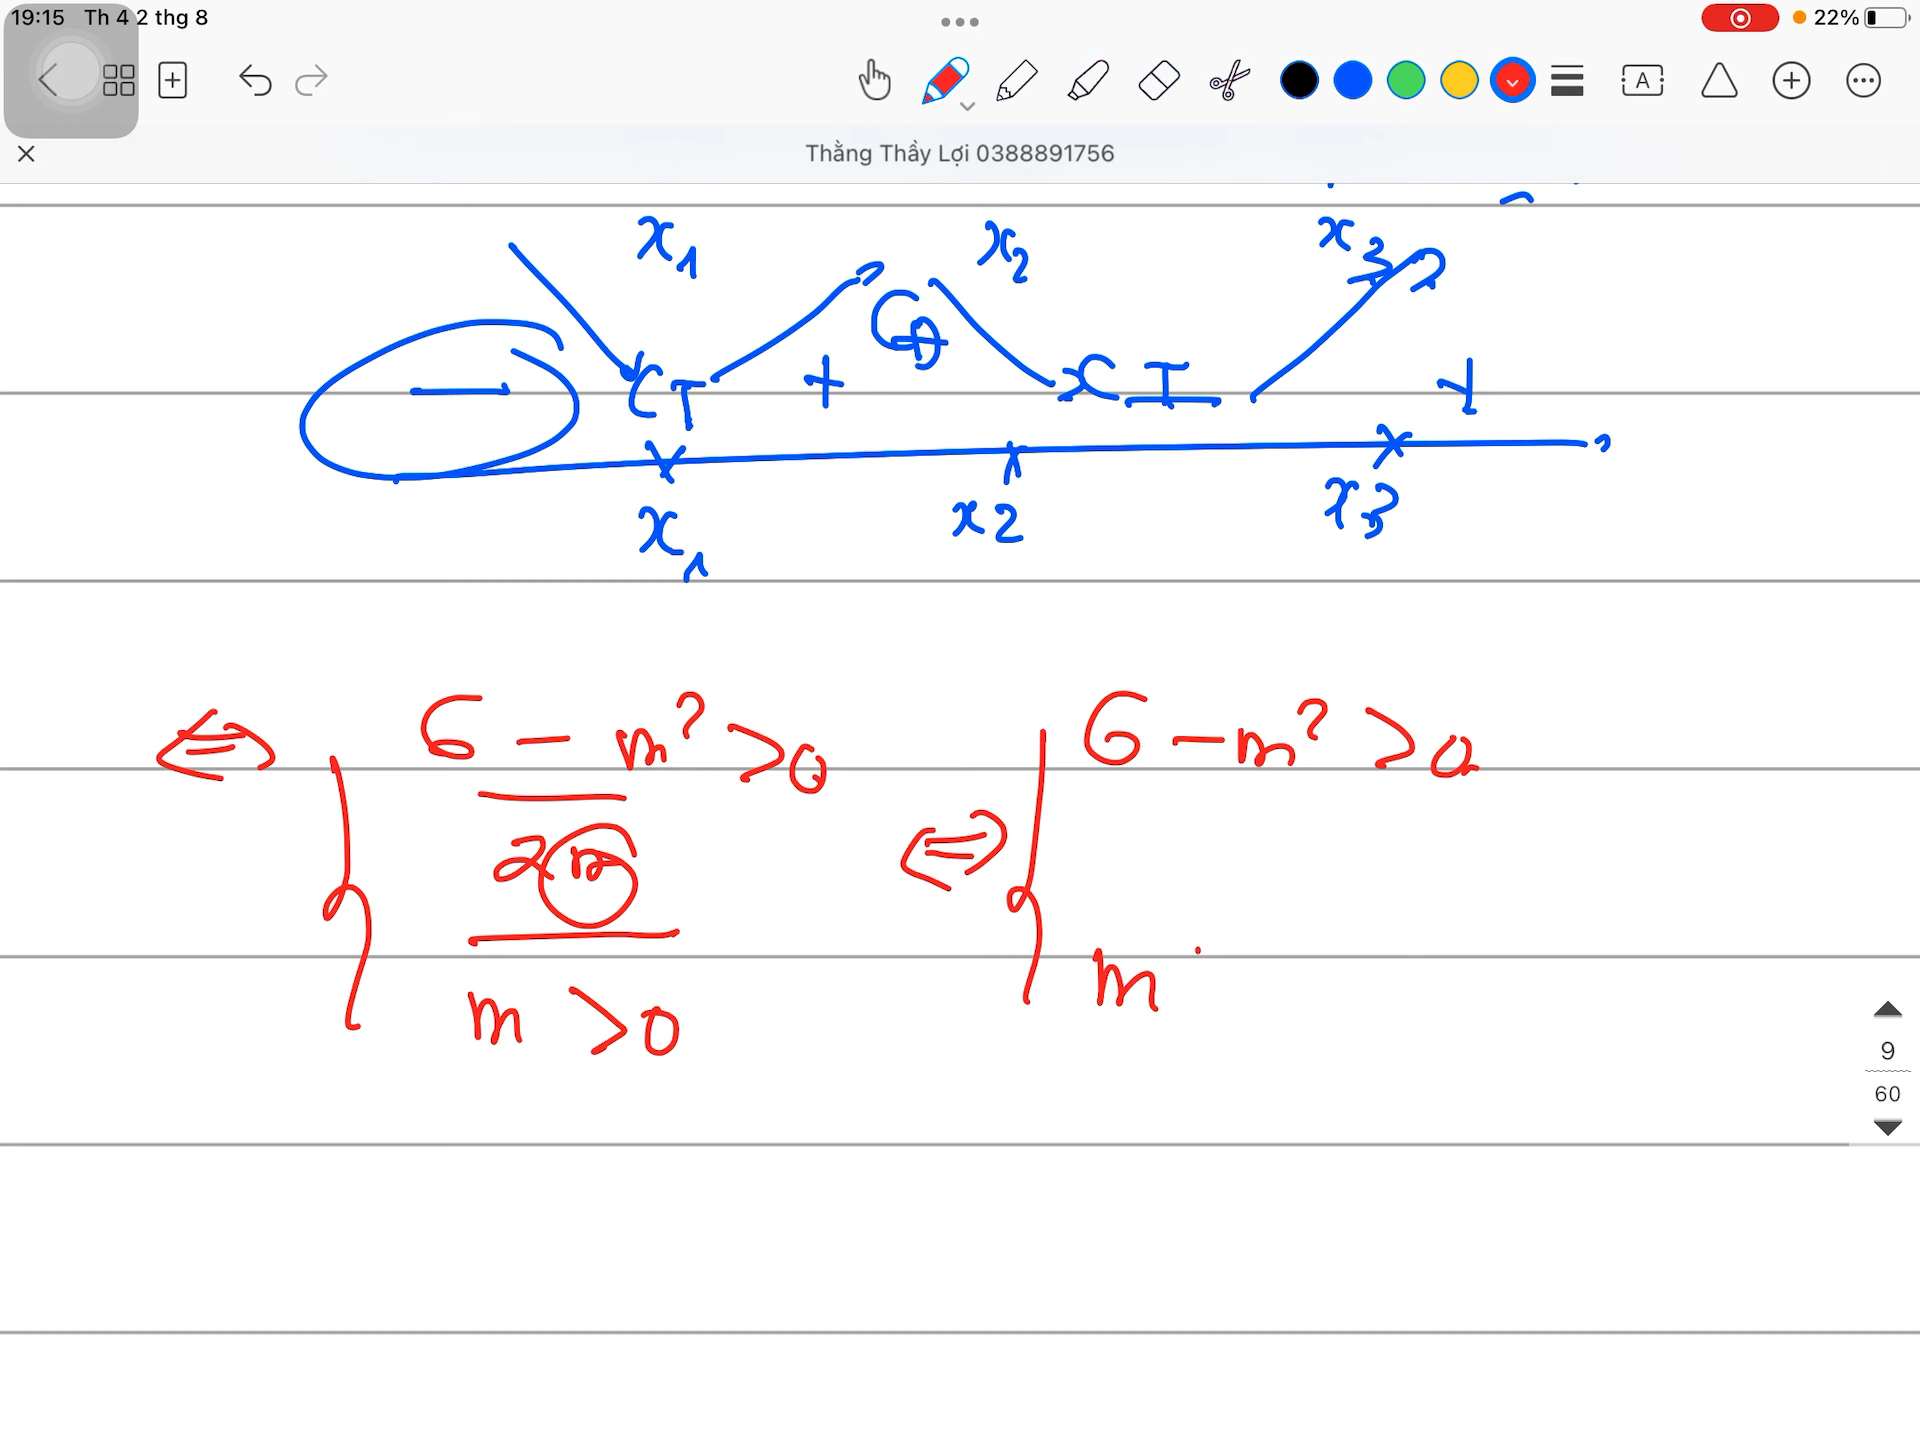 19:15 Th 4 2 thg 8
22%
A
Thằng Thầy Lợi 0388891756
x₁ x₂ x₃
CĐ
− CT + CT +
x₁ x2 x3
⇔ 6 − m² > 0 6 − m² > 0
2m ⇔
m > 0 m
9
60